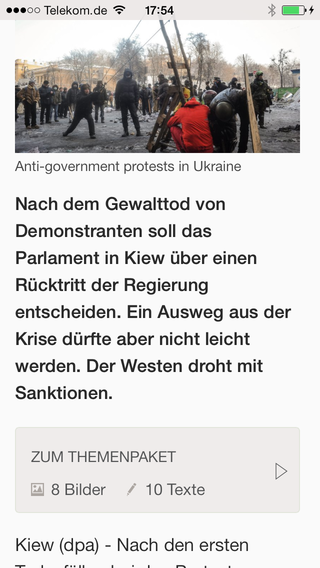 Telekom.de 17:54
Anti-government protests in Ukraine
Nach dem Gewalttod von
Demonstranten soll das
Parlament in Kiew über einen
Rücktritt der Regierung
entscheiden. Ein Ausweg aus der
Krise dürfte aber nicht leicht
werden. Der Westen droht mit
Sanktionen.
ZUM THEMENPAKET
8 Bilder 10 Texte
Kiew (dpa) - Nach den ersten